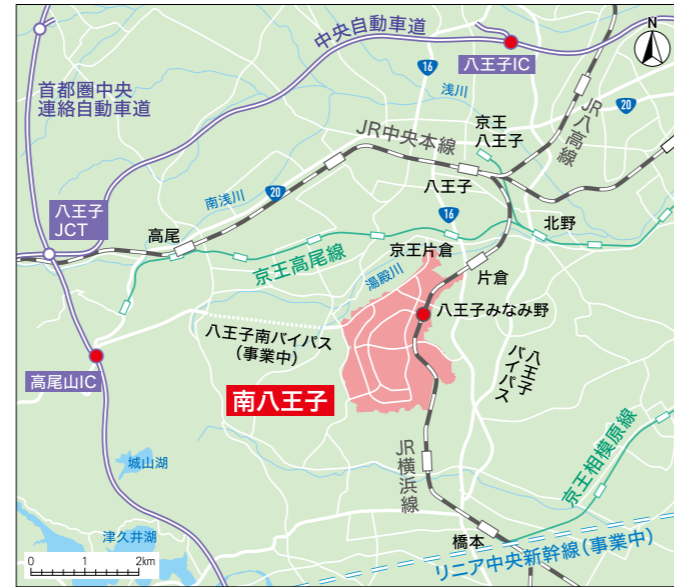 中央自動車道
N
八王子IC
首都圏中央
連絡自動車道
16
浅川
京王
八王子
JR八高線
20
JR中央本線
八王子
南浅川
20
八王子
JCT
高尾
16
北野
京王高尾線
京王片倉
湯殿川
片倉
八王子みなみ野
八王子南バイパス
(事業中)
八王子
バイパス
高尾山IC
南八王子
JR横浜線
京王相模原線
城山湖
津久井湖
橋本
リニア中央新幹線(事業中)
0 1 2km